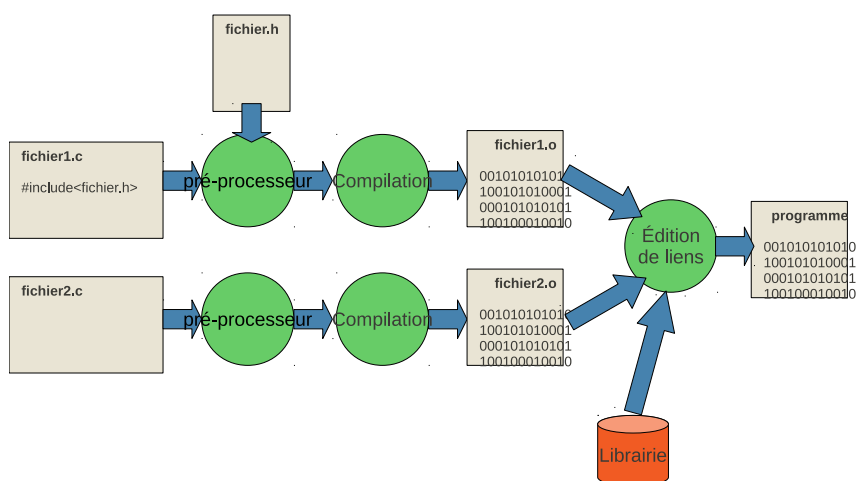 fichier.h
fichier1.c
#include<fichier.h>
pré-processeur
Compilation
fichier1.o
001010101010
100101010001
000101010101
100100010010
Édition
de liens
programme
001010101010
100101010001
000101010101
100100010010
fichier2.c
pré-processeur
Compilation
fichier2.o
001010101010
100101010001
000101010101
100100010010
Librairie